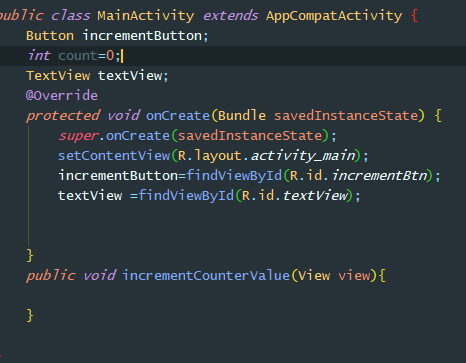 public class MainActivity extends AppCompatActivity {
Button incrementButton;
int count=0;
TextView textView;
@Override
protected void onCreate(Bundle savedInstanceState) {
super.onCreate(savedInstanceState);
setContentView(R.layout.activity_main);
incrementButton=findViewById(R.id.incrementBtn);
textView =findViewById(R.id.textView);
}
public void incrementCounterValue(View view){
}